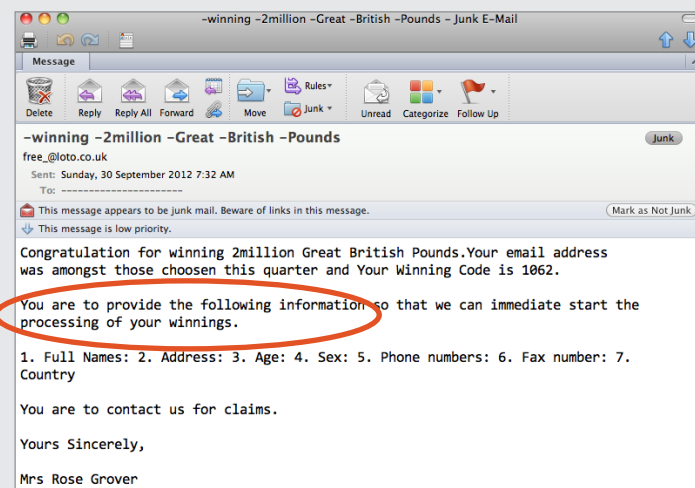 -winning -2million -Great -British -Pounds - Junk E-Mail
Message
Delete Reply Reply All Forward Move Rules Junk Unread Categorize Follow Up
-winning -2million -Great -British -Pounds
Junk
free_@loto.co.uk
Sent: Sunday, 30 September 2012 7:32 AM
To: -----------------------
This message appears to be junk mail. Beware of links in this message. Mark as Not Junk
This message is low priority.
Congratulation for winning 2million Great British Pounds.Your email address
was amongst those choosen this quarter and Your Winning Code is 1062.
You are to provide the following information so that we can immediate start the
processing of your winnings.
1. Full Names: 2. Address: 3. Age: 4. Sex: 5. Phone numbers: 6. Fax number: 7.
Country
You are to contact us for claims.
Yours Sincerely,
Mrs Rose Grover